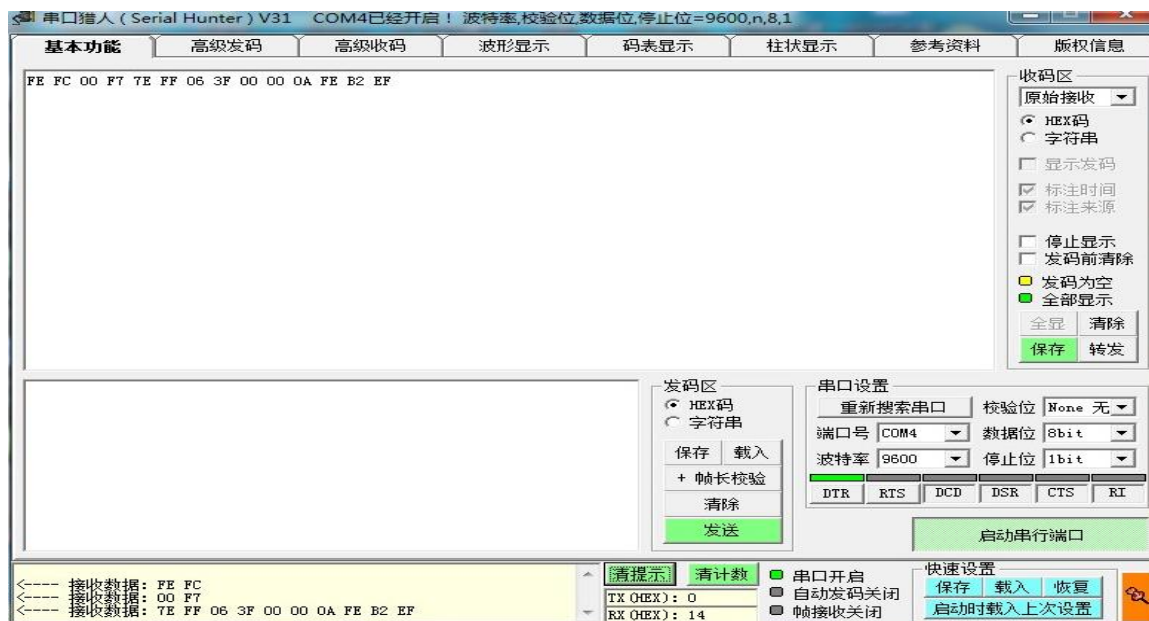 串口猎人 ( Serial Hunter ) V31 COM4已经开启！ 波特率,校验位,数据位,停止位=9600,n,8,1
基本功能 高级发码 高级收码 波形显示 码表显示 柱状显示 参考资料 版权信息
FE FC 00 F7 7E FF 06 3F 00 00 0A FE B2 EF
收码区
原始接收
HEX码
字符串
显示发码
标注时间
标注来源
停止显示
发码前清除
发码为空
全部显示
全显 清除
保存 转发
发码区
HEX码
字符串
保存 载入
+ 帧长校验
清除
发送
串口设置
重新搜索串口 校验位 None 无
端口号 COM4 数据位 8bit
波特率 9600 停止位 1bit
DTR RTS DCD DSR CTS RI
启动串行端口
<---- 接收数据: FE FC
<---- 接收数据: 00 F7
<---- 接收数据: 7E FF 06 3F 00 00 0A FE B2 EF
清提示 清计数
TX(HEX): 0
RX(HEX): 14
串口开启
自动发码关闭
帧接收关闭
快速设置
保存 载入 恢复
启动时载入上次设置